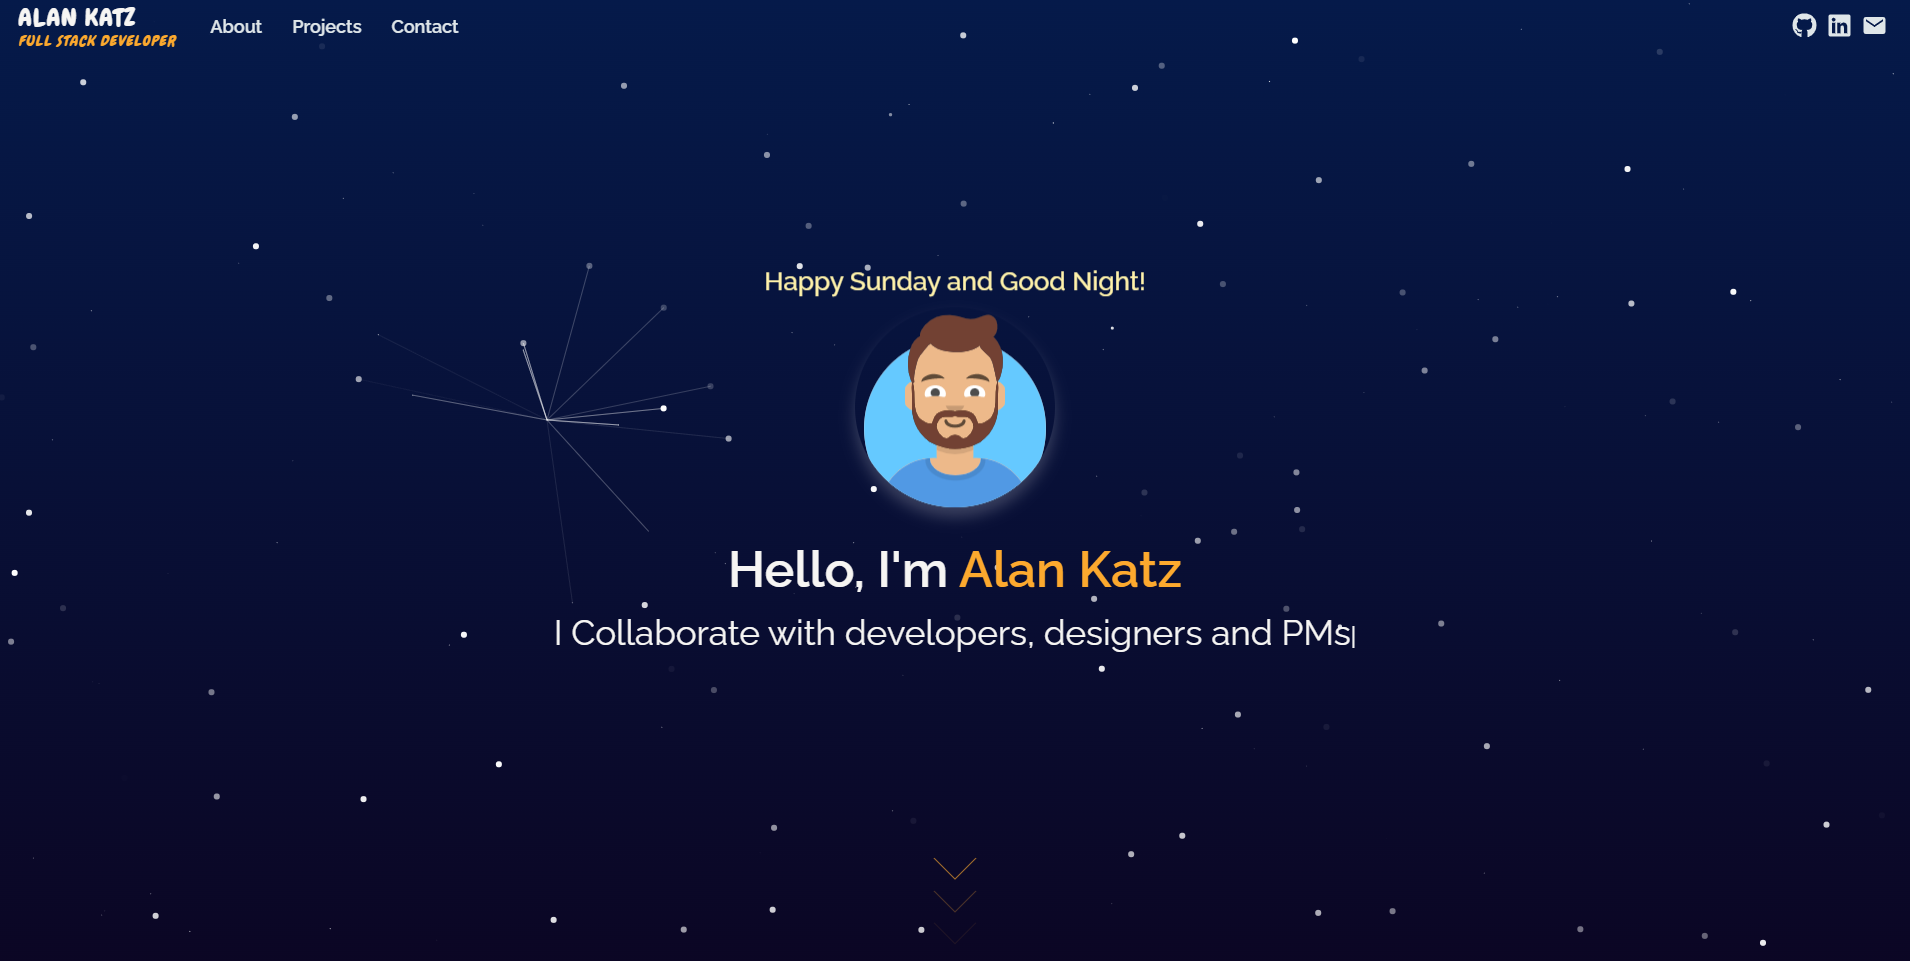 ALAN KATZ
FULL STACK DEVELOPER
About
Projects
Contact
Happy Sunday and Good Night!
Hello, I'm Alan Katz
I Collaborate with developers, designers and PMs|